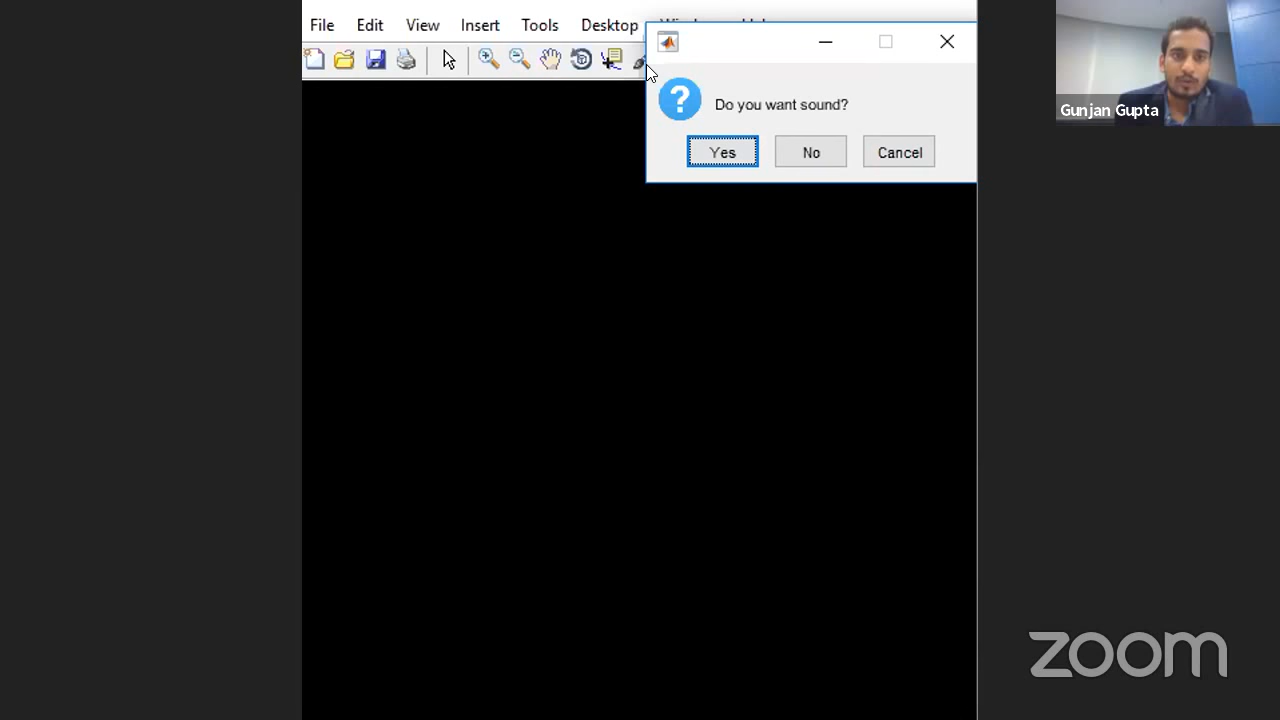 File Edit View Insert Tools Desktop
?
Do you want sound?
Yes No Cancel
Gunjan Gupta
zoom